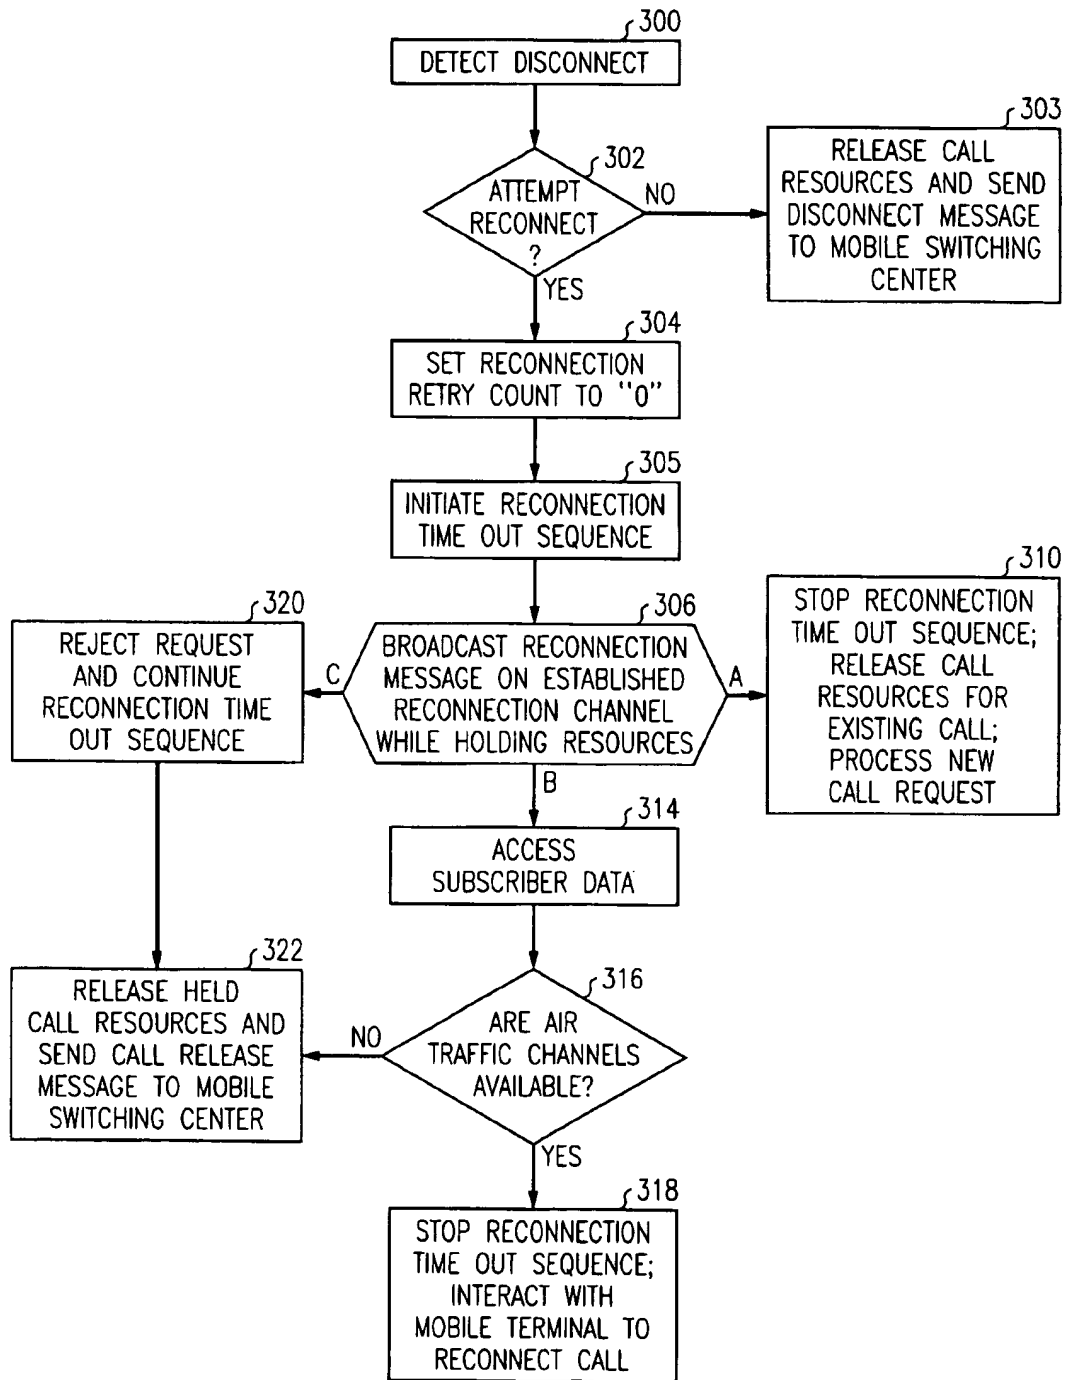 300
DETECT DISCONNECT
302
ATTEMPT
RECONNECT
?
NO
YES
303
RELEASE CALL
RESOURCES AND SEND
DISCONNECT MESSAGE
TO MOBILE SWITCHING
CENTER
304
SET RECONNECTION
RETRY COUNT TO "0"
305
INITIATE RECONNECTION
TIME OUT SEQUENCE
306
BROADCAST RECONNECTION
MESSAGE ON ESTABLISHED
RECONNECTION CHANNEL
WHILE HOLDING RESOURCES
C
A
B
310
STOP RECONNECTION
TIME OUT SEQUENCE;
RELEASE CALL
RESOURCES FOR
EXISTING CALL;
PROCESS NEW
CALL REQUEST
320
REJECT REQUEST
AND CONTINUE
RECONNECTION TIME
OUT SEQUENCE
314
ACCESS
SUBSCRIBER DATA
316
ARE AIR
TRAFFIC CHANNELS
AVAILABLE?
NO
YES
322
RELEASE HELD
CALL RESOURCES AND
SEND CALL RELEASE
MESSAGE TO MOBILE
SWITCHING CENTER
318
STOP RECONNECTION
TIME OUT SEQUENCE;
INTERACT WITH
MOBILE TERMINAL TO
RECONNECT CALL